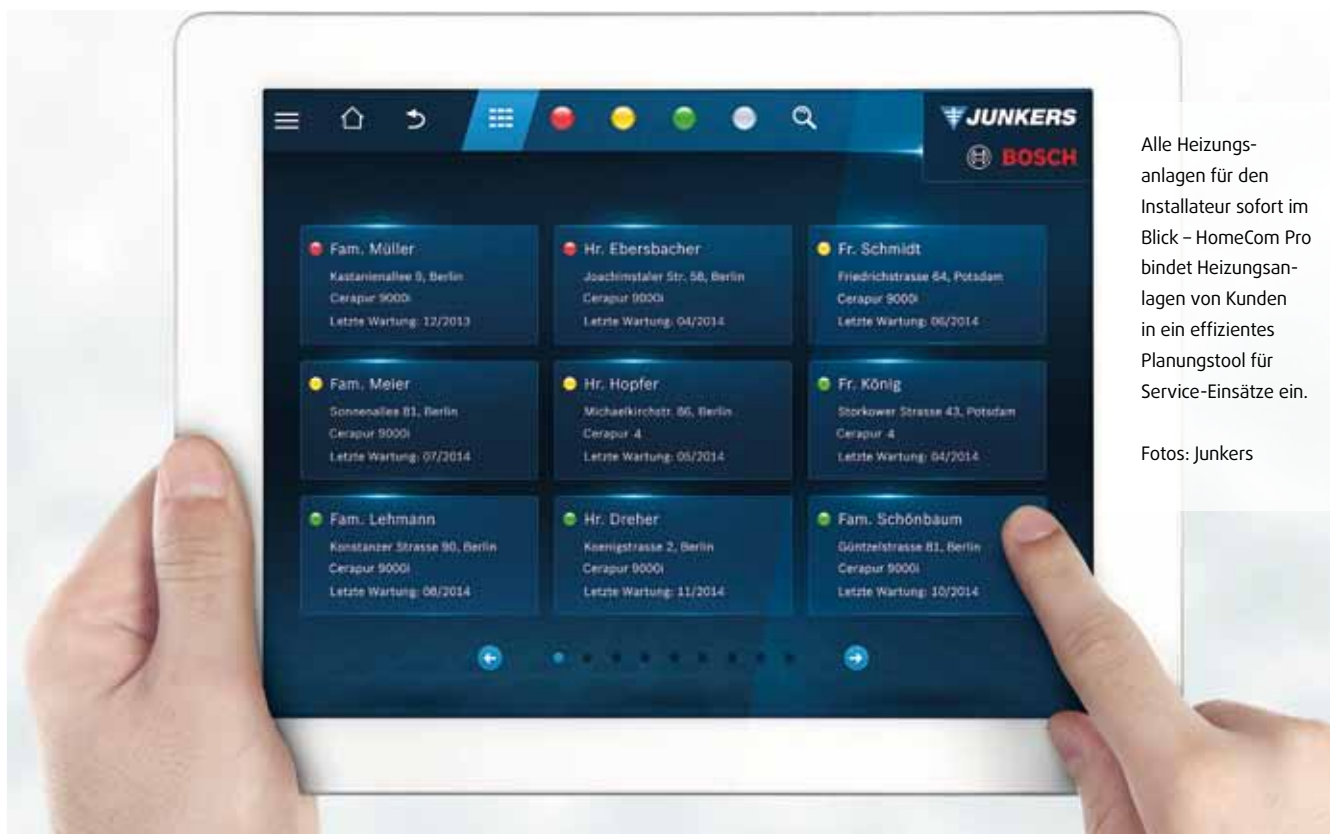 JUNKERS
BOSCH
Fam. Müller
Kastanienallee 9, Berlin
Cerapur 9000i
Letzte Wartung: 12/2013
Hr. Ebersbacher
Joachimstaler Str. 58, Berlin
Cerapur 9000i
Letzte Wartung: 04/2014
Fr. Schmidt
Friedrichstrasse 64, Potsdam
Cerapur 9000i
Letzte Wartung: 06/2014
Fam. Meier
Sonnenallee 81, Berlin
Cerapur 9000i
Letzte Wartung: 07/2014
Hr. Hopfer
Michaelkirchstr. 86, Berlin
Cerapur 4
Letzte Wartung: 05/2014
Fr. König
Storkower Strasse 43, Potsdam
Cerapur 4
Letzte Wartung: 04/2014
Fam. Lehmann
Konstanzer Strasse 90, Berlin
Cerapur 9000i
Letzte Wartung: 08/2014
Hr. Dreher
Koenigstrasse 2, Berlin
Cerapur 9000i
Letzte Wartung: 11/2014
Fam. Schönbaum
Güntzelstrasse 81, Berlin
Cerapur 9000i
Letzte Wartung: 10/2014
Alle Heizungs-
anlagen für den
Installateur sofort im
Blick – HomeCom Pro
bindet Heizungsan-
lagen von Kunden
in ein effizientes
Planungstool für
Service-Einsätze ein.
Fotos: Junkers